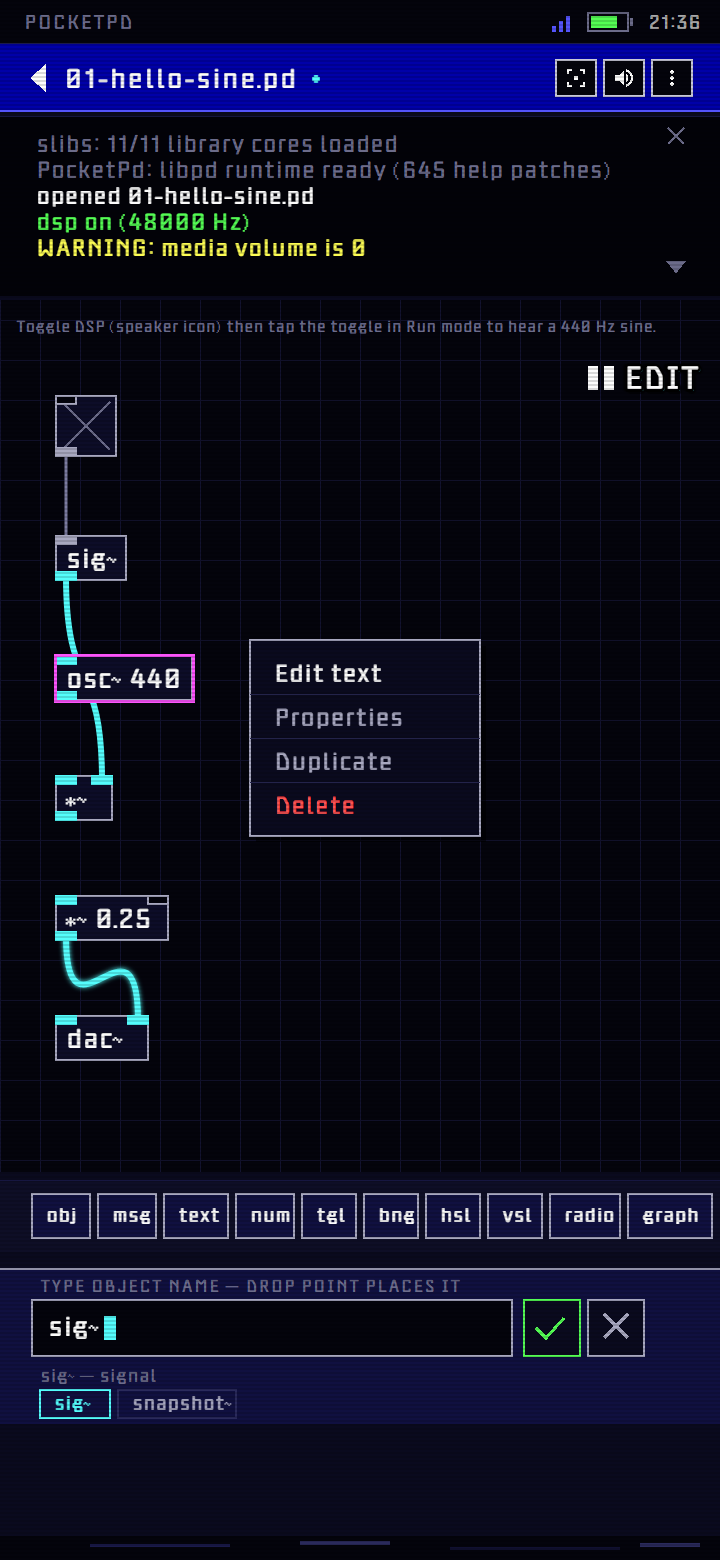 POCKETPD
21:36
01-hello-sine.pd
slibs: 11/11 library cores loaded
PocketPd: libpd runtime ready (645 help patches)
opened 01-hello-sine.pd
dsp on (48000 Hz)
WARNING: media volume is 0
Toggle DSP (speaker icon) then tap the toggle in Run mode to hear a 440 Hz sine.
EDIT
sig~
osc~ 440
Edit text
Properties
Duplicate
Delete
*~
*~ 0.25
dac~
obj msg text num tgl bng hsl vsl radio graph
TYPE OBJECT NAME — DROP POINT PLACES IT
sig~
sig~ — signal
sig~ snapshot~